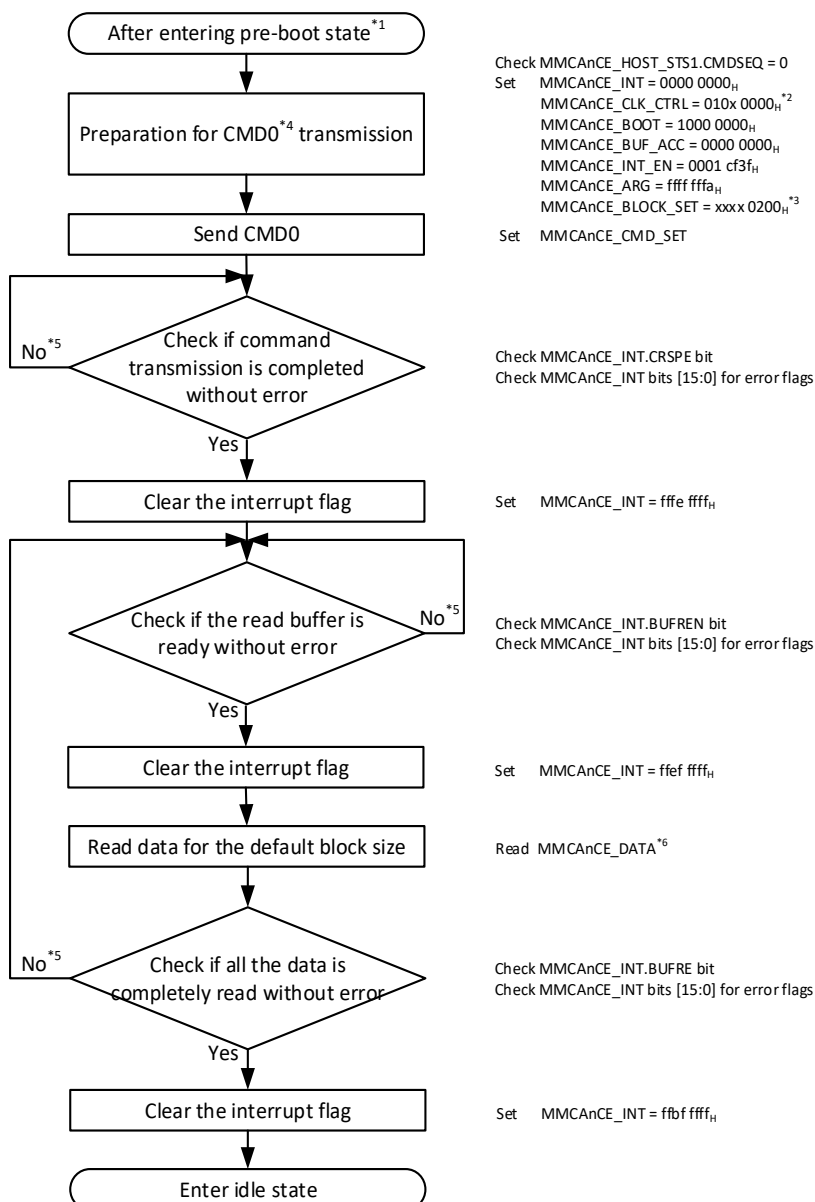 After entering pre-boot state*1
Check MMCAnCE_HOST_STS1.CMDSEQ = 0
Set MMCAnCE_INT = 0000 0000H
MMCAnCE_CLK_CTRL = 010x 0000H*2
MMCAnCE_BOOT = 1000 0000H
MMCAnCE_BUF_ACC = 0000 0000H
MMCAnCE_INT_EN = 0001 cf3fH
MMCAnCE_ARG = ffff fffaH
MMCAnCE_BLOCK_SET = xxxx 0200H*3
Preparation for CMD0*4 transmission
Send CMD0
Set MMCAnCE_CMD_SET
No*5
Check if command
transmission is completed
without error
Check MMCAnCE_INT.CRSPE bit
Check MMCAnCE_INT bits [15:0] for error flags
Yes
Clear the interrupt flag
Set MMCAnCE_INT = fffe ffffH
Check if the read buffer is
ready without error
No*5
Check MMCAnCE_INT.BUFREN bit
Check MMCAnCE_INT bits [15:0] for error flags
Yes
Clear the interrupt flag
Set MMCAnCE_INT = ffef ffffH
Read data for the default block size
Read MMCAnCE_DATA*6
No*5
Check if all the data is
completely read without error
Check MMCAnCE_INT.BUFRE bit
Check MMCAnCE_INT bits [15:0] for error flags
Yes
Clear the interrupt flag
Set MMCAnCE_INT = ffbf ffffH
Enter idle state